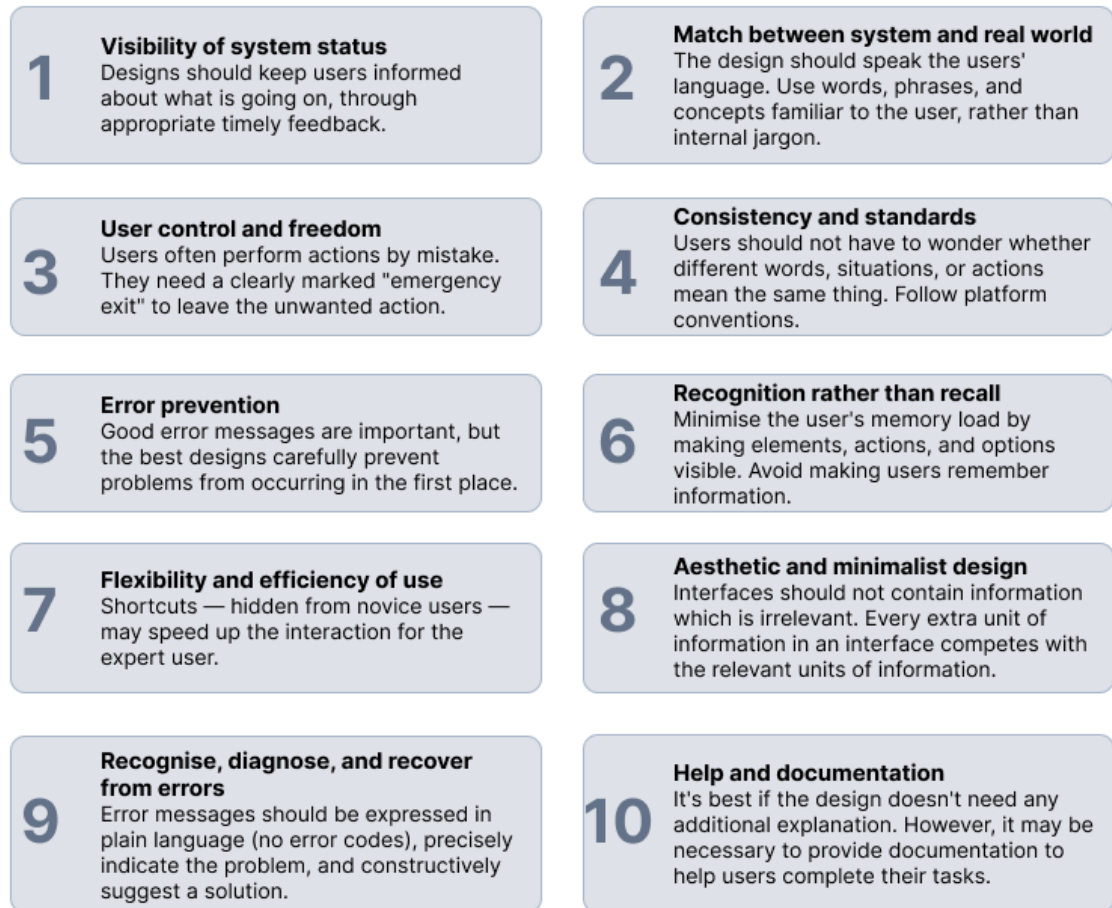 1
Visibility of system status
Designs should keep users informed
about what is going on, through
appropriate timely feedback.
2
Match between system and real world
The design should speak the users'
language. Use words, phrases, and
concepts familiar to the user, rather than
internal jargon.
3
User control and freedom
Users often perform actions by mistake.
They need a clearly marked "emergency
exit" to leave the unwanted action.
4
Consistency and standards
Users should not have to wonder whether
different words, situations, or actions
mean the same thing. Follow platform
conventions.
5
Error prevention
Good error messages are important, but
the best designs carefully prevent
problems from occurring in the first place.
6
Recognition rather than recall
Minimise the user's memory load by
making elements, actions, and options
visible. Avoid making users remember
information.
7
Flexibility and efficiency of use
Shortcuts — hidden from novice users —
may speed up the interaction for the
expert user.
8
Aesthetic and minimalist design
Interfaces should not contain information
which is irrelevant. Every extra unit of
information in an interface competes with
the relevant units of information.
9
Recognise, diagnose, and recover
from errors
Error messages should be expressed in
plain language (no error codes), precisely
indicate the problem, and constructively
suggest a solution.
10
Help and documentation
It's best if the design doesn't need any
additional explanation. However, it may be
necessary to provide documentation to
help users complete their tasks.